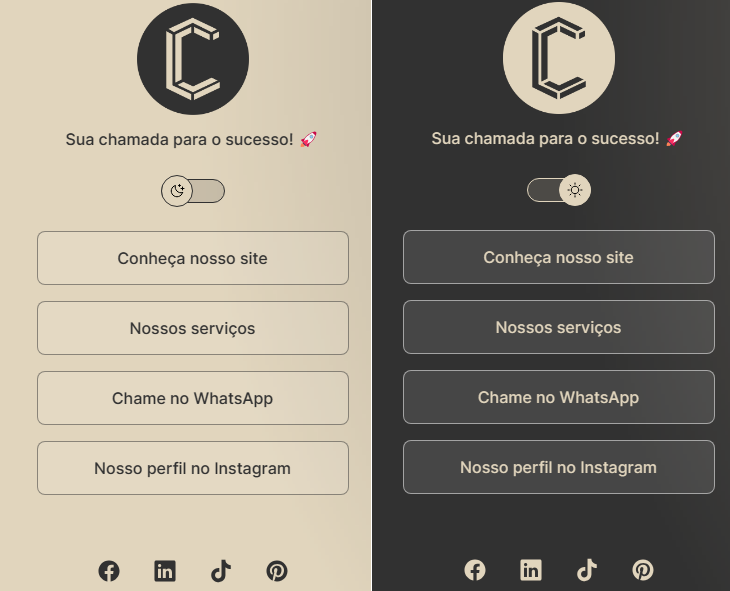 Sua chamada para o sucesso! 🚀
Conheça nosso site
Nossos serviços
Chame no WhatsApp
Nosso perfil no Instagram
Sua chamada para o sucesso! 🚀
Conheça nosso site
Nossos serviços
Chame no WhatsApp
Nosso perfil no Instagram